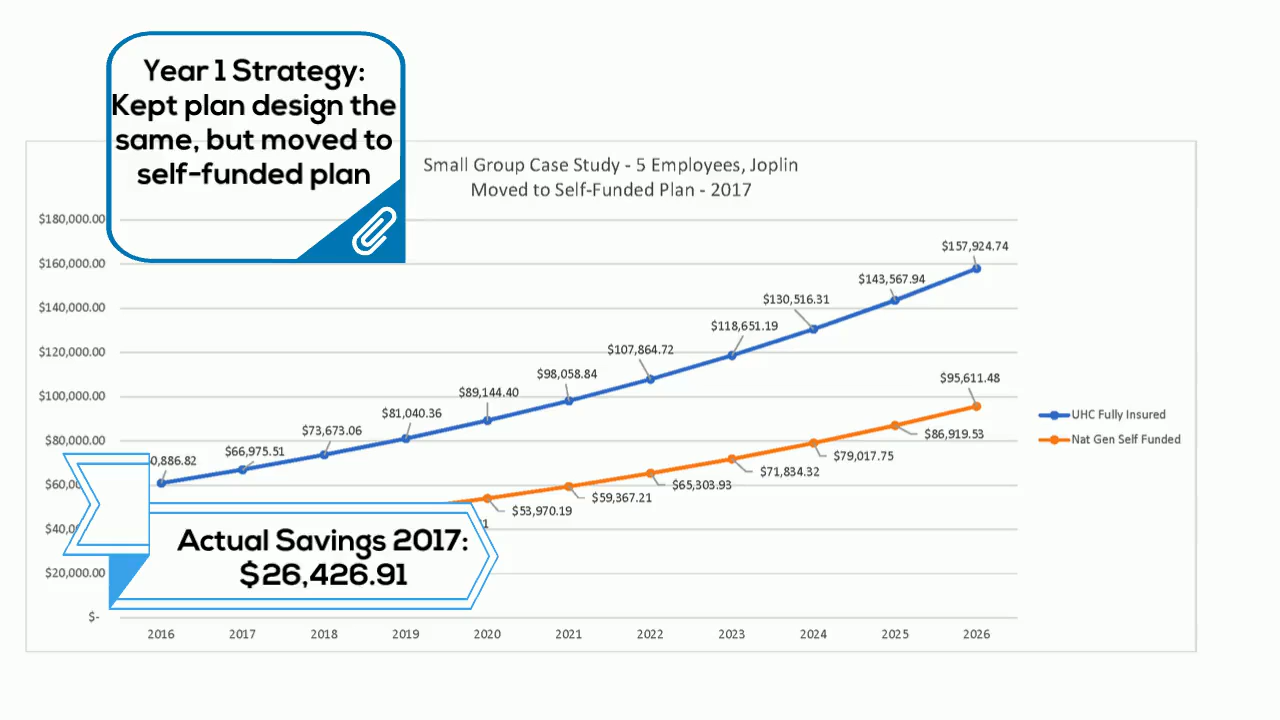 Year 1 Strategy:
Kept plan design the
same, but moved to
self-funded plan
Small Group Case Study - 5 Employees, Joplin
Moved to Self-Funded Plan - 2017
$180,000.00
$160,000.00
$140,000.00
$120,000.00
$100,000.00
$80,000.00
$20,000.00
$-
0,886.82
$66,975.51
$73,673.06
$81,040.36
$89,144.40
$98,058.84
$107,864.72
$118,651.19
$130,516.31
$143,567.94
$157,924.74
$53,970.19
$59,367.21
$65,303.93
$71,834.32
$79,017.75
$86,919.53
$95,611.48
UHC Fully Insured
Nat Gen Self Funded
Actual Savings 2017:
$26,426.91
2016 2017 2018 2019 2020 2021 2022 2023 2024 2025 2026